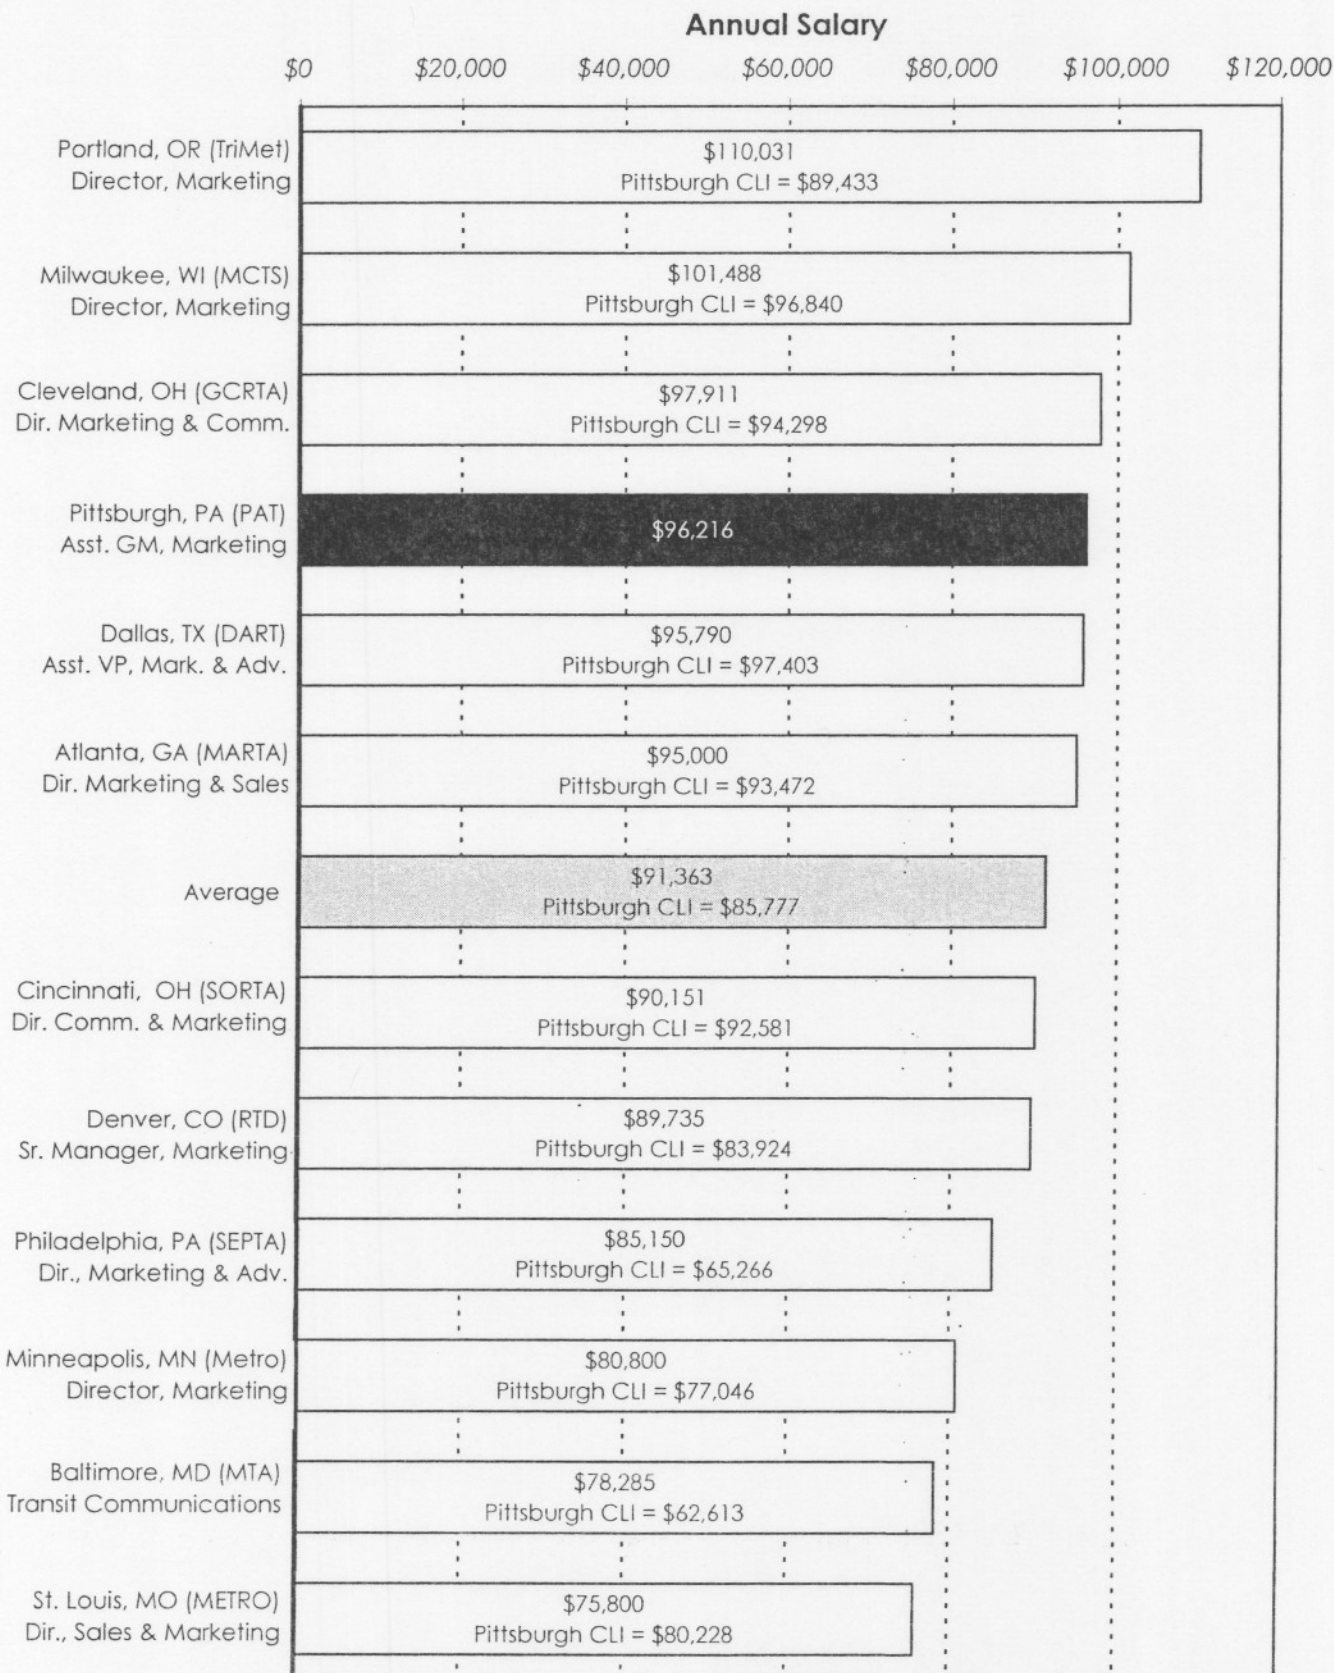 Annual Salary
$0 $20,000 $40,000 $60,000 $80,000 $100,000 $120,000
Portland, OR (TriMet)
Director, Marketing
$110,031
Pittsburgh CLI = $89,433
Milwaukee, WI (MCTS)
Director, Marketing
$101,488
Pittsburgh CLI = $96,840
Cleveland, OH (GCRTA)
Dir. Marketing & Comm.
$97,911
Pittsburgh CLI = $94,298
Pittsburgh, PA (PAT)
Asst. GM, Marketing
$96,216
Dallas, TX (DART)
Asst. VP, Mark. & Adv.
$95,790
Pittsburgh CLI = $97,403
Atlanta, GA (MARTA)
Dir. Marketing & Sales
$95,000
Pittsburgh CLI = $93,472
Average
$91,363
Pittsburgh CLI = $85,777
Cincinnati, OH (SORTA)
Dir. Comm. & Marketing
$90,151
Pittsburgh CLI = $92,581
Denver, CO (RTD)
Sr. Manager, Marketing
$89,735
Pittsburgh CLI = $83,924
Philadelphia, PA (SEPTA)
Dir., Marketing & Adv.
$85,150
Pittsburgh CLI = $65,266
Minneapolis, MN (Metro)
Director, Marketing
$80,800
Pittsburgh CLI = $77,046
Baltimore, MD (MTA)
Transit Communications
$78,285
Pittsburgh CLI = $62,613
St. Louis, MO (METRO)
Dir., Sales & Marketing
$75,800
Pittsburgh CLI = $80,228